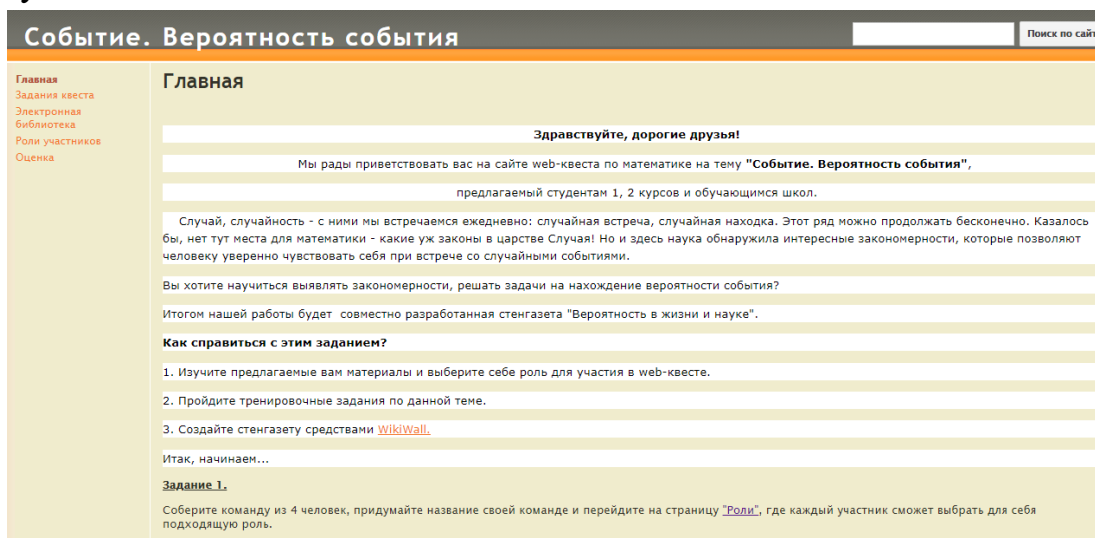 Событие. Вероятность события
Поиск по сайт
Главная
Задания квеста
Электронная
библиотека
Роли участников
Оценка
Главная
Здравствуйте, дорогие друзья!
Мы рады приветствовать вас на сайте web-квеста по математике на тему "Событие. Вероятность события",
предлагаемый студентам 1, 2 курсов и обучающимся школ.
Случай, случайность - с ними мы встречаемся ежедневно: случайная встреча, случайная находка. Этот ряд можно продолжать бесконечно. Казалось
бы, нет тут места для математики - какие уж законы в царстве Случая! Но и здесь наука обнаружила интересные закономерности, которые позволяют
человеку уверенно чувствовать себя при встрече со случайными событиями.
Вы хотите научиться выявлять закономерности, решать задачи на нахождение вероятности события?
Итогом нашей работы будет совместно разработанная стенгазета "Вероятность в жизни и науке".
Как справиться с этим заданием?
1. Изучите предлагаемые вам материалы и выберите себе роль для участия в web-квесте.
2. Пройдите тренировочные задания по данной теме.
3. Создайте стенгазету средствами WikiWall.
Итак, начинаем...
Задание 1.
Соберите команду из 4 человек, придумайте название своей команде и перейдите на страницу "Роли", где каждый участник сможет выбрать для себя
подходящую роль.